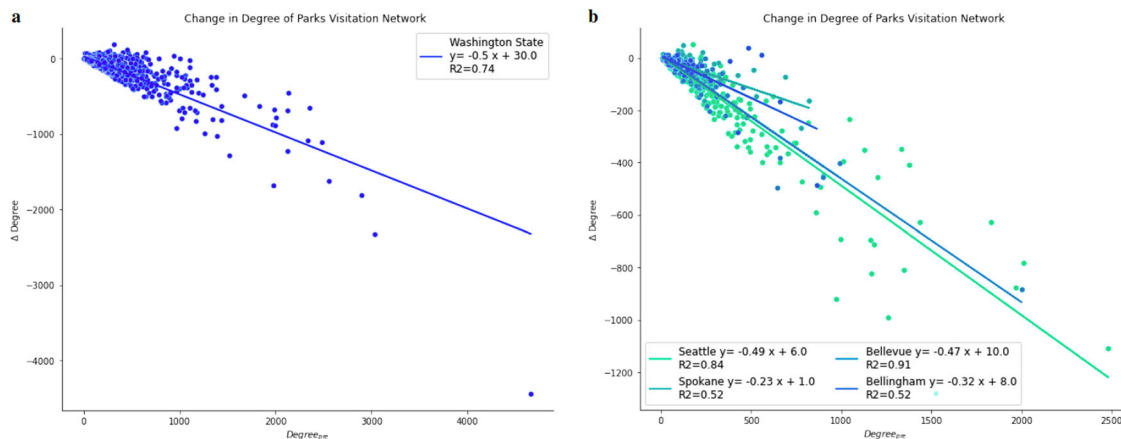 a
Change in Degree of Parks Visitation Network
Washington State
y= -0.5 x + 30.0
R2=0.74
0
-1000
-2000
-3000
-4000
Δ Degree
0 1000 2000 3000 4000
Degree_pre
b
Change in Degree of Parks Visitation Network
0
-200
-400
-600
-800
-1000
-1200
Δ Degree
Seattle y= -0.49 x + 6.0
R2=0.84
Spokane y= -0.23 x + 1.0
R2=0.52
Bellevue y= -0.47 x + 10.0
R2=0.91
Bellingham y= -0.32 x + 8.0
R2=0.52
0 500 1000 1500 2000 2500
Degree_pre